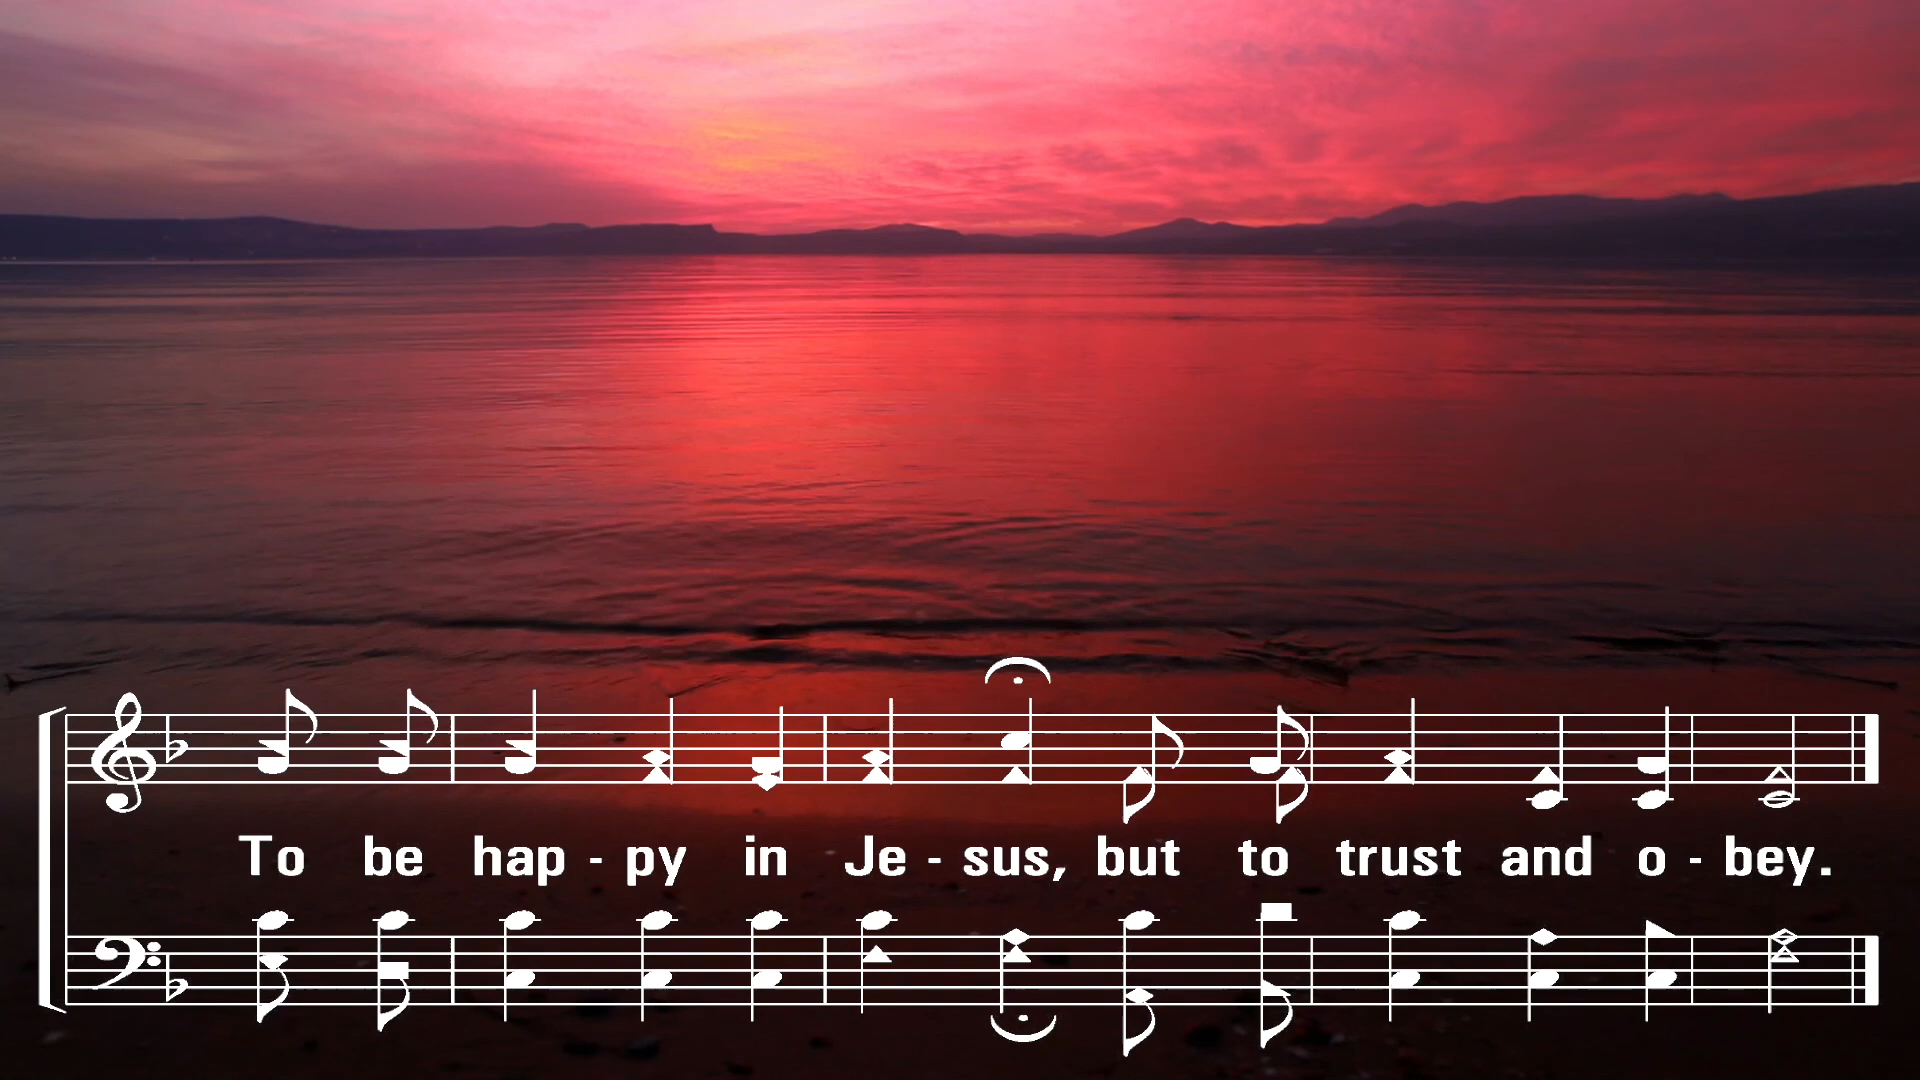 To be hap - py in Je - sus, but to trust and o - bey.